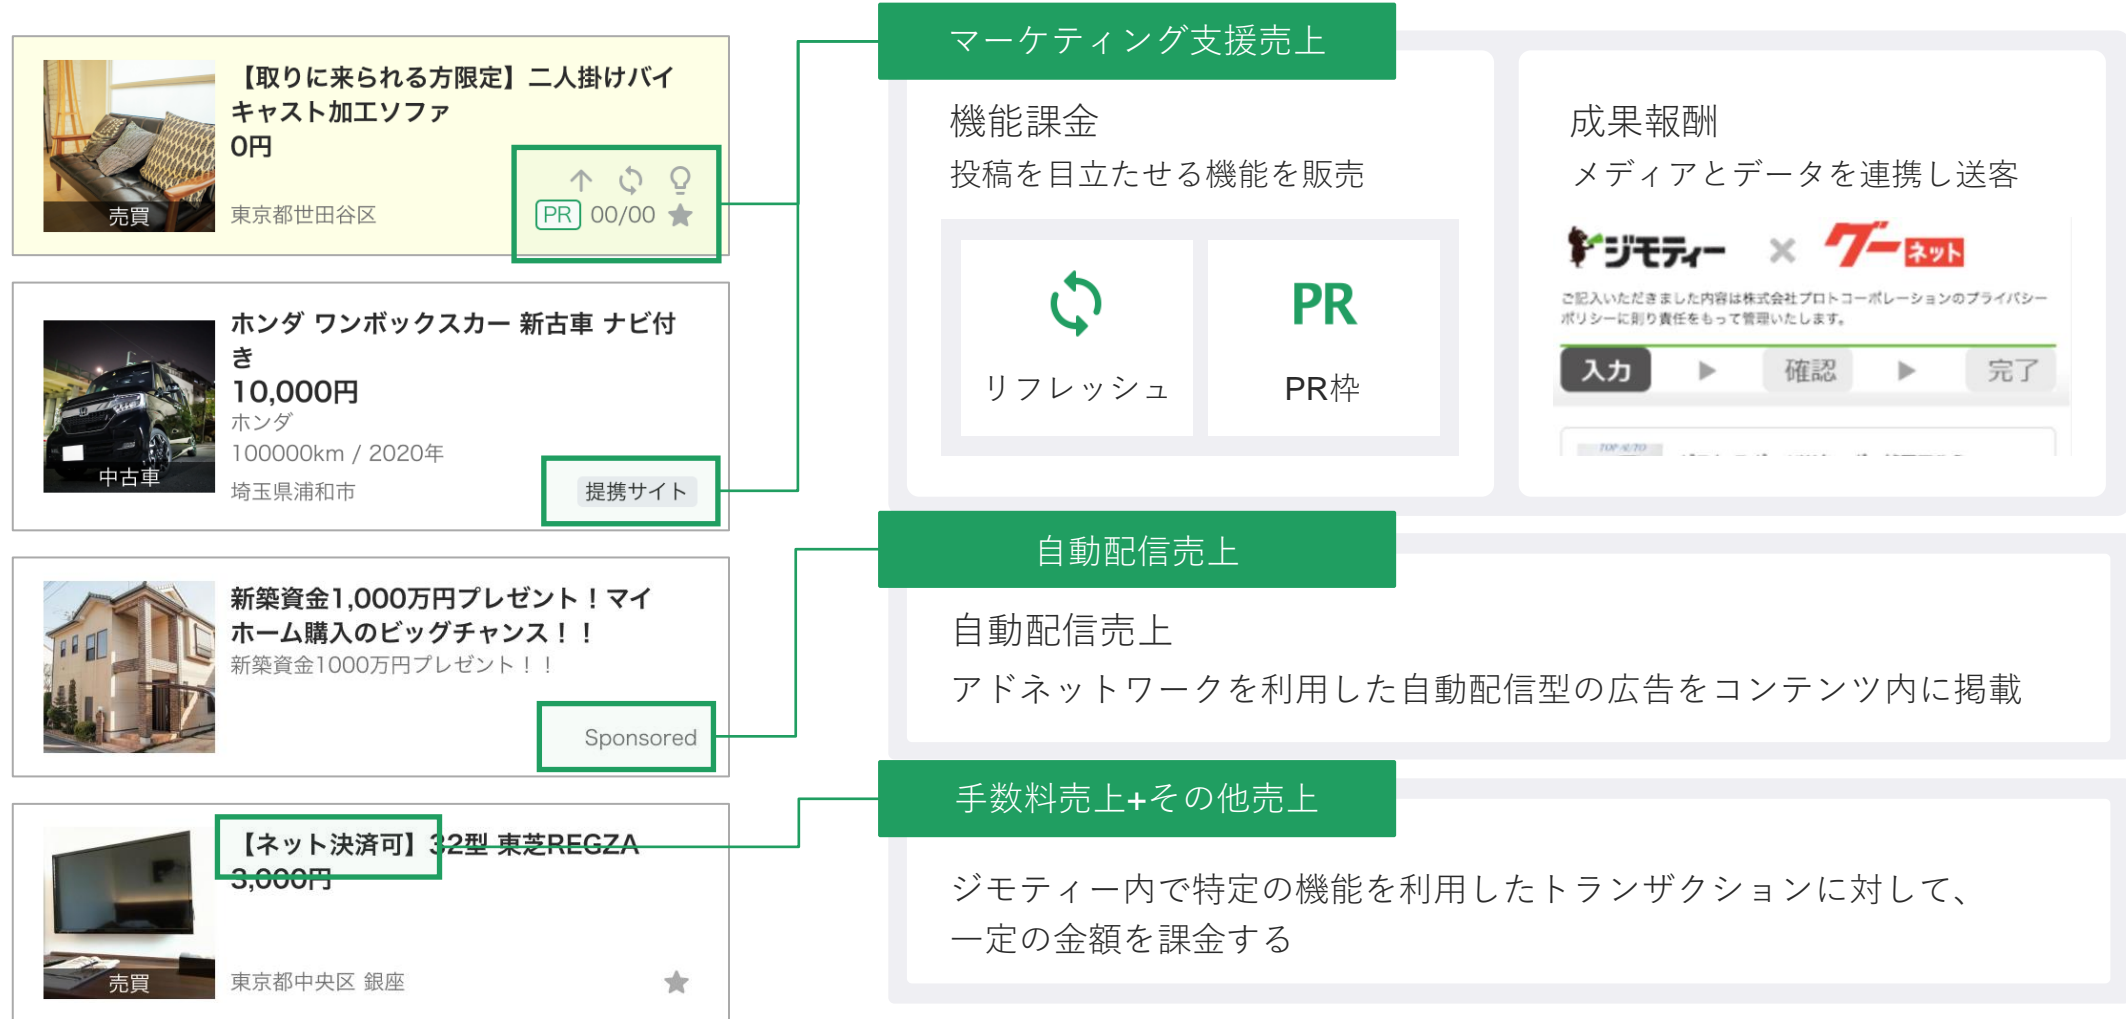 【取りに来られる方限定】二人掛けバイ
キャスト加工ソファ
0円
売買
東京都世田谷区
PR 00/00
ホンダ ワンボックスカー 新古車 ナビ付
き
10,000円
ホンダ
100000km / 2020年
中古車
埼玉県浦和市
提携サイト
新築資金1,000万円プレゼント！マイ
ホーム購入のビッグチャンス！！
新築資金1000万円プレゼント！！
Sponsored
【ネット決済可】32型 東芝REGZA
3,000円
売買
東京都中央区 銀座
マーケティング支援売上
機能課金
投稿を目立たせる機能を販売
PR
リフレッシュ
PR枠
成果報酬
メディアとデータを連携し送客
ジモティー × グーネット
ご記入いただきました内容は株式会社プロトコーポレーションのプライバシー
ポリシーに則り責任をもって管理いたします。
入力 ▶ 確認 ▶ 完了
自動配信売上
自動配信売上
アドネットワークを利用した自動配信型の広告をコンテンツ内に掲載
手数料売上+その他売上
ジモティー内で特定の機能を利用したトランザクションに対して、
一定の金額を課金する